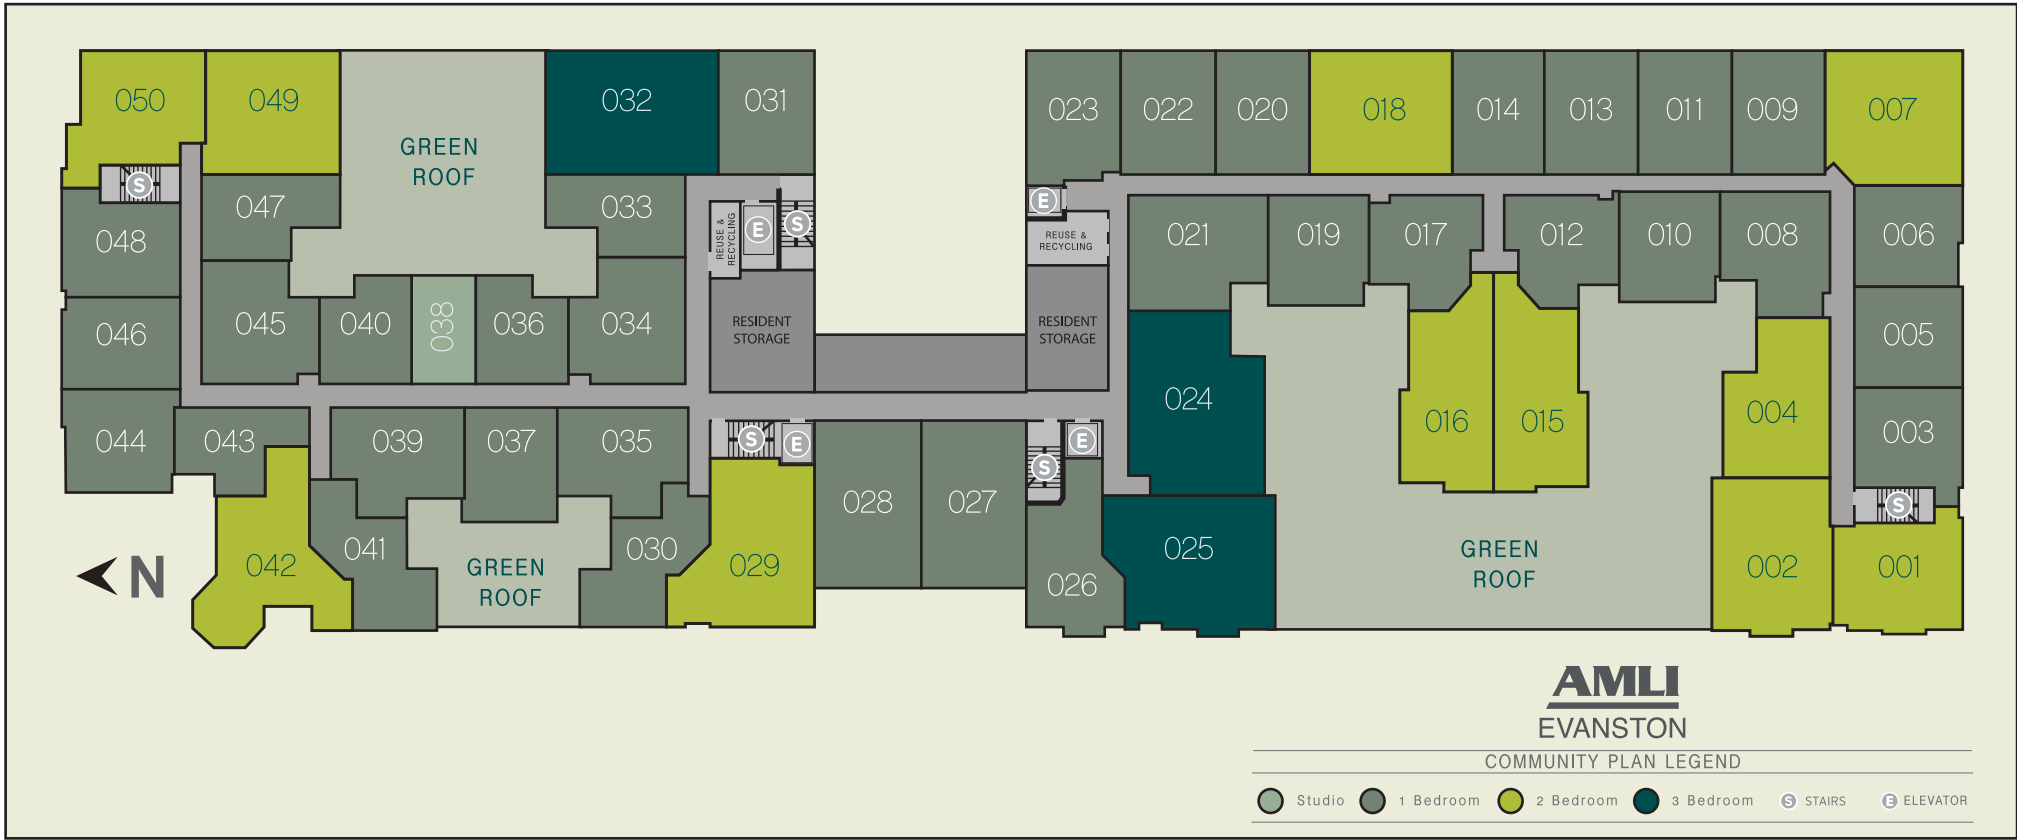 050
049
032
031
023
022
020
018
014
013
011
009
007
GREEN
ROOF
S
047
033
E
048
REUSE &
RECYCLING
E
S
REUSE &
RECYCLING
021
019
017
012
010
008
006
046
045
040
038
036
034
RESIDENT
STORAGE
RESIDENT
STORAGE
005
024
016
015
004
003
044
043
039
037
035
S
E
E
S
028
027
S
042
041
GREEN
ROOF
030
029
026
025
GREEN
ROOF
002
001
N
AMLI
EVANSTON
COMMUNITY PLAN LEGEND
Studio 1 Bedroom 2 Bedroom 3 Bedroom S STAIRS E ELEVATOR